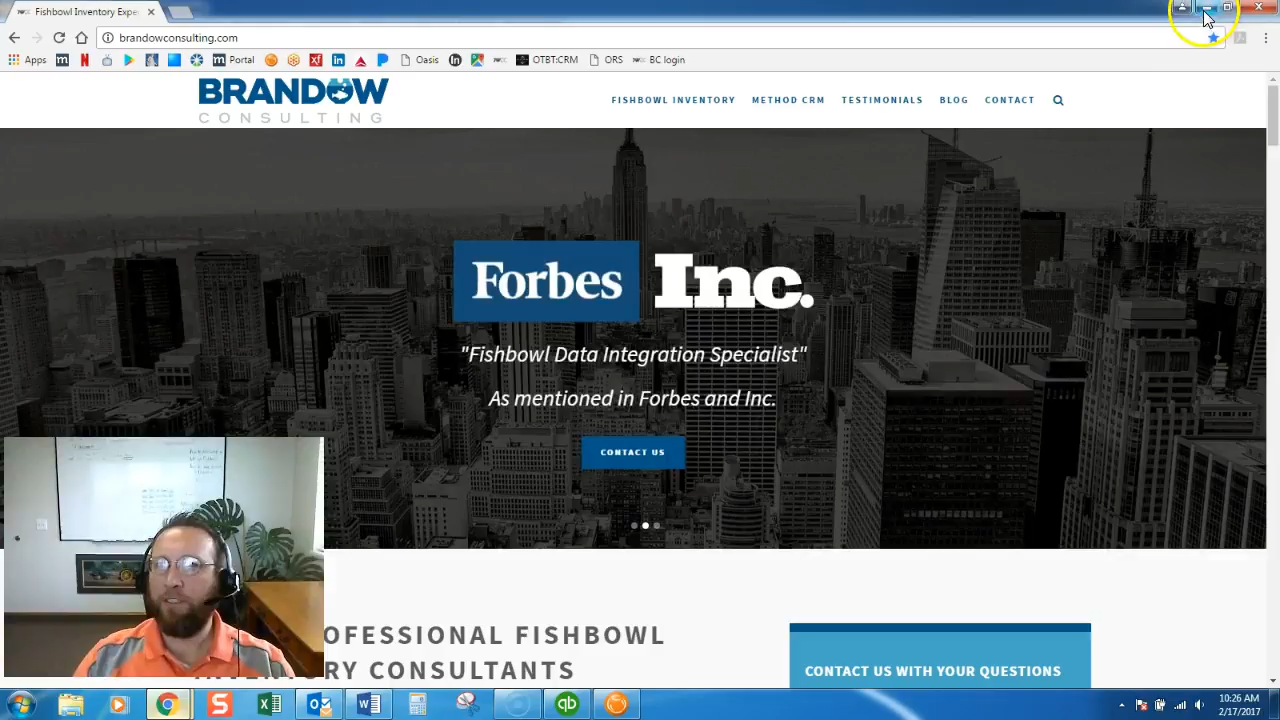 Fishbowl Inventory Expe
brandowconsulting.com
Apps
Portal
Oasis
OTBT:CRM
ORS
BC login
BRANDOW
CONSULTING
FISHBOWL INVENTORY
METHOD CRM
TESTIMONIALS
BLOG
CONTACT
Forbes
Inc.
"Fishbowl Data Integration Specialist"
As mentioned in Forbes and Inc.
CONTACT US
OFESSIONAL FISHBOWL
RY CONSULTANTS
CONTACT US WITH YOUR QUESTIONS
10:26 AM
2/17/2017